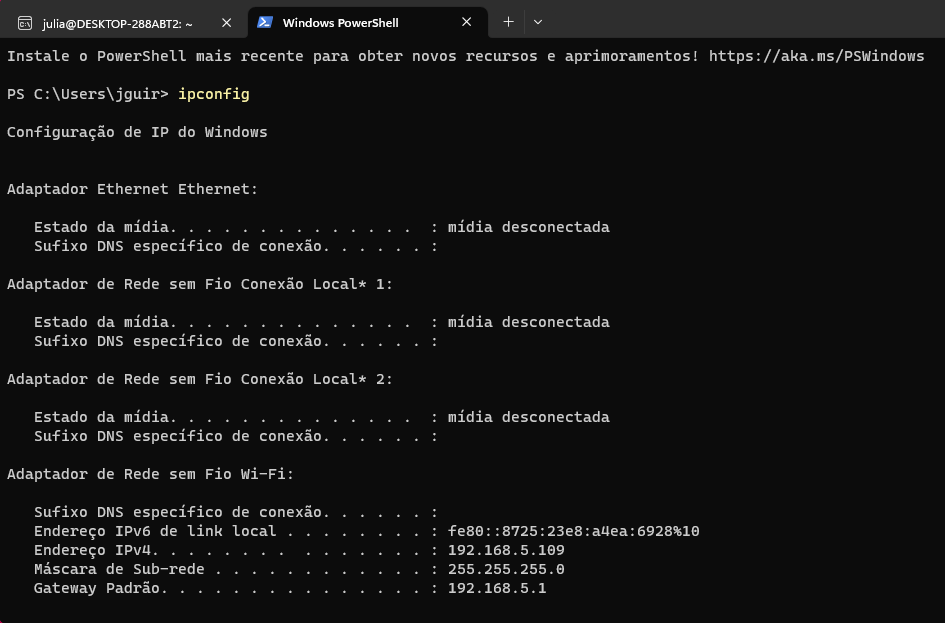 julia@DESKTOP-288ABT2: ~
Windows PowerShell
Instale o PowerShell mais recente para obter novos recursos e aprimoramentos! https://aka.ms/PSWindows
PS C:\Users\jguir> ipconfig
Configuração de IP do Windows
Adaptador Ethernet Ethernet:
   Estado da mídia. . . . . . . . . . . . . .  : mídia desconectada
   Sufixo DNS específico de conexão. . . . . . :
Adaptador de Rede sem Fio Conexão Local* 1:
   Estado da mídia. . . . . . . . . . . . . .  : mídia desconectada
   Sufixo DNS específico de conexão. . . . . . :
Adaptador de Rede sem Fio Conexão Local* 2:
   Estado da mídia. . . . . . . . . . . . . .  : mídia desconectada
   Sufixo DNS específico de conexão. . . . . . :
Adaptador de Rede sem Fio Wi-Fi:
   Sufixo DNS específico de conexão. . . . . . :
   Endereço IPv6 de link local . . . . . . . . : fe80::8725:23e8:a4ea:6928%10
   Endereço IPv4. . . . . . . .  . . . . . . . : 192.168.5.109
   Máscara de Sub-rede . . . . . . . . . . . . : 255.255.255.0
   Gateway Padrão. . . . . . . . . . . . . . . : 192.168.5.1